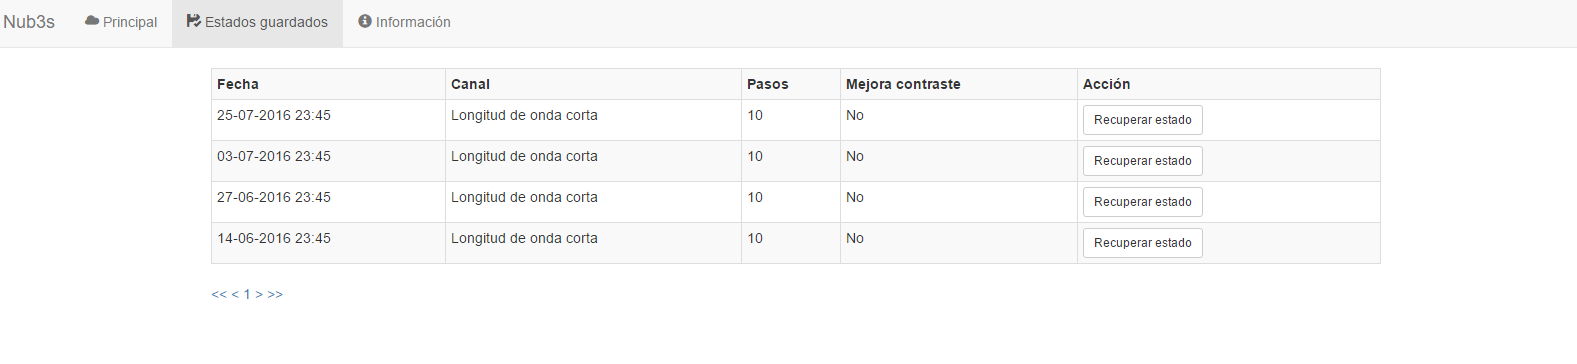 Nub3s Principal Estados guardados Información
Fecha Canal Pasos Mejora contraste Acción
25-07-2016 23:45 Longitud de onda corta 10 No Recuperar estado
03-07-2016 23:45 Longitud de onda corta 10 No Recuperar estado
27-06-2016 23:45 Longitud de onda corta 10 No Recuperar estado
14-06-2016 23:45 Longitud de onda corta 10 No Recuperar estado
<< < 1 > >>